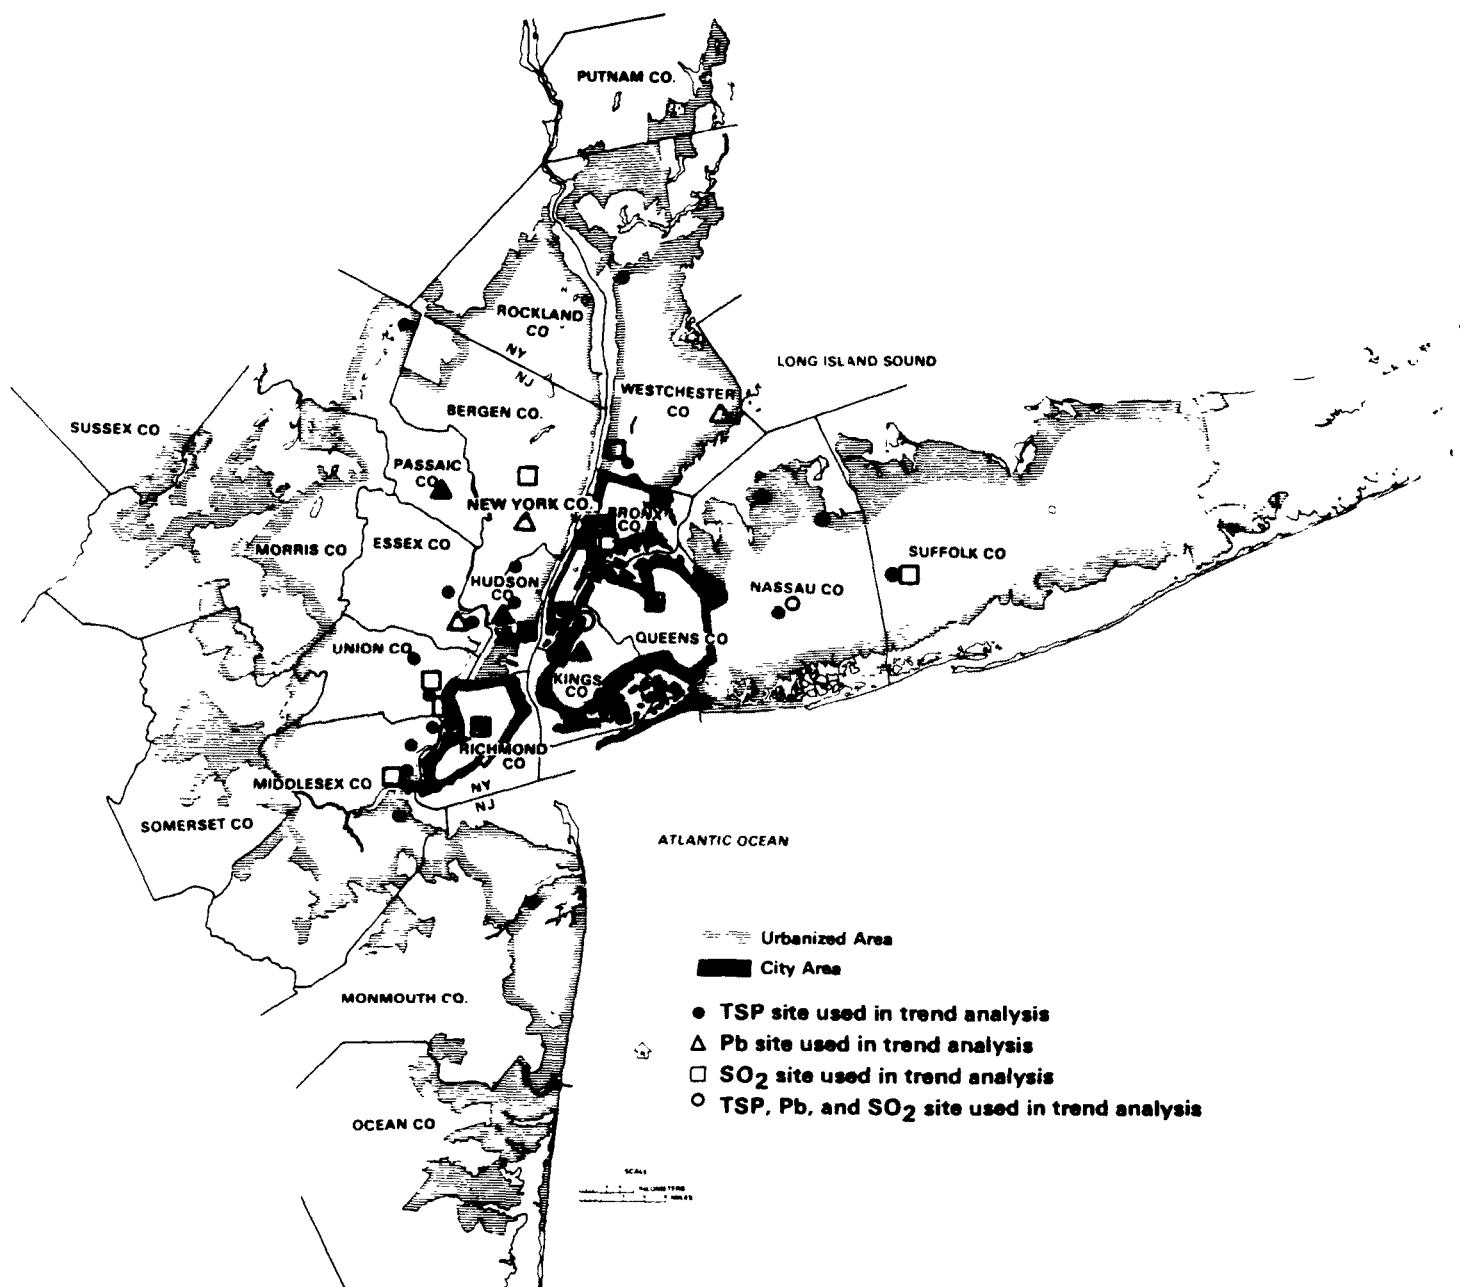 PUTNAM CO.
ROCKLAND
CO
NY
NJ
LONG ISLAND SOUND
WESTCHESTER
CO
BERGEN CO.
SUSSEX CO
PASSAIC
CO
NEW YORK CO.
BRONX
CO.
MORRIS CO
ESSEX CO
SUFFOLK CO
HUDSON
CO
NASSAU CO
QUEENS CO
UNION CO
KINGS
CO
RICHMOND
CO
MIDDLESEX CO
NY
NJ
SOMERSET CO
ATLANTIC OCEAN
Urbanized Area
City Area
MONMOUTH CO.
TSP site used in trend analysis
Pb site used in trend analysis
SO2 site used in trend analysis
TSP, Pb, and SO2 site used in trend analysis
OCEAN CO
SCALE
KILOMETERS
MILES